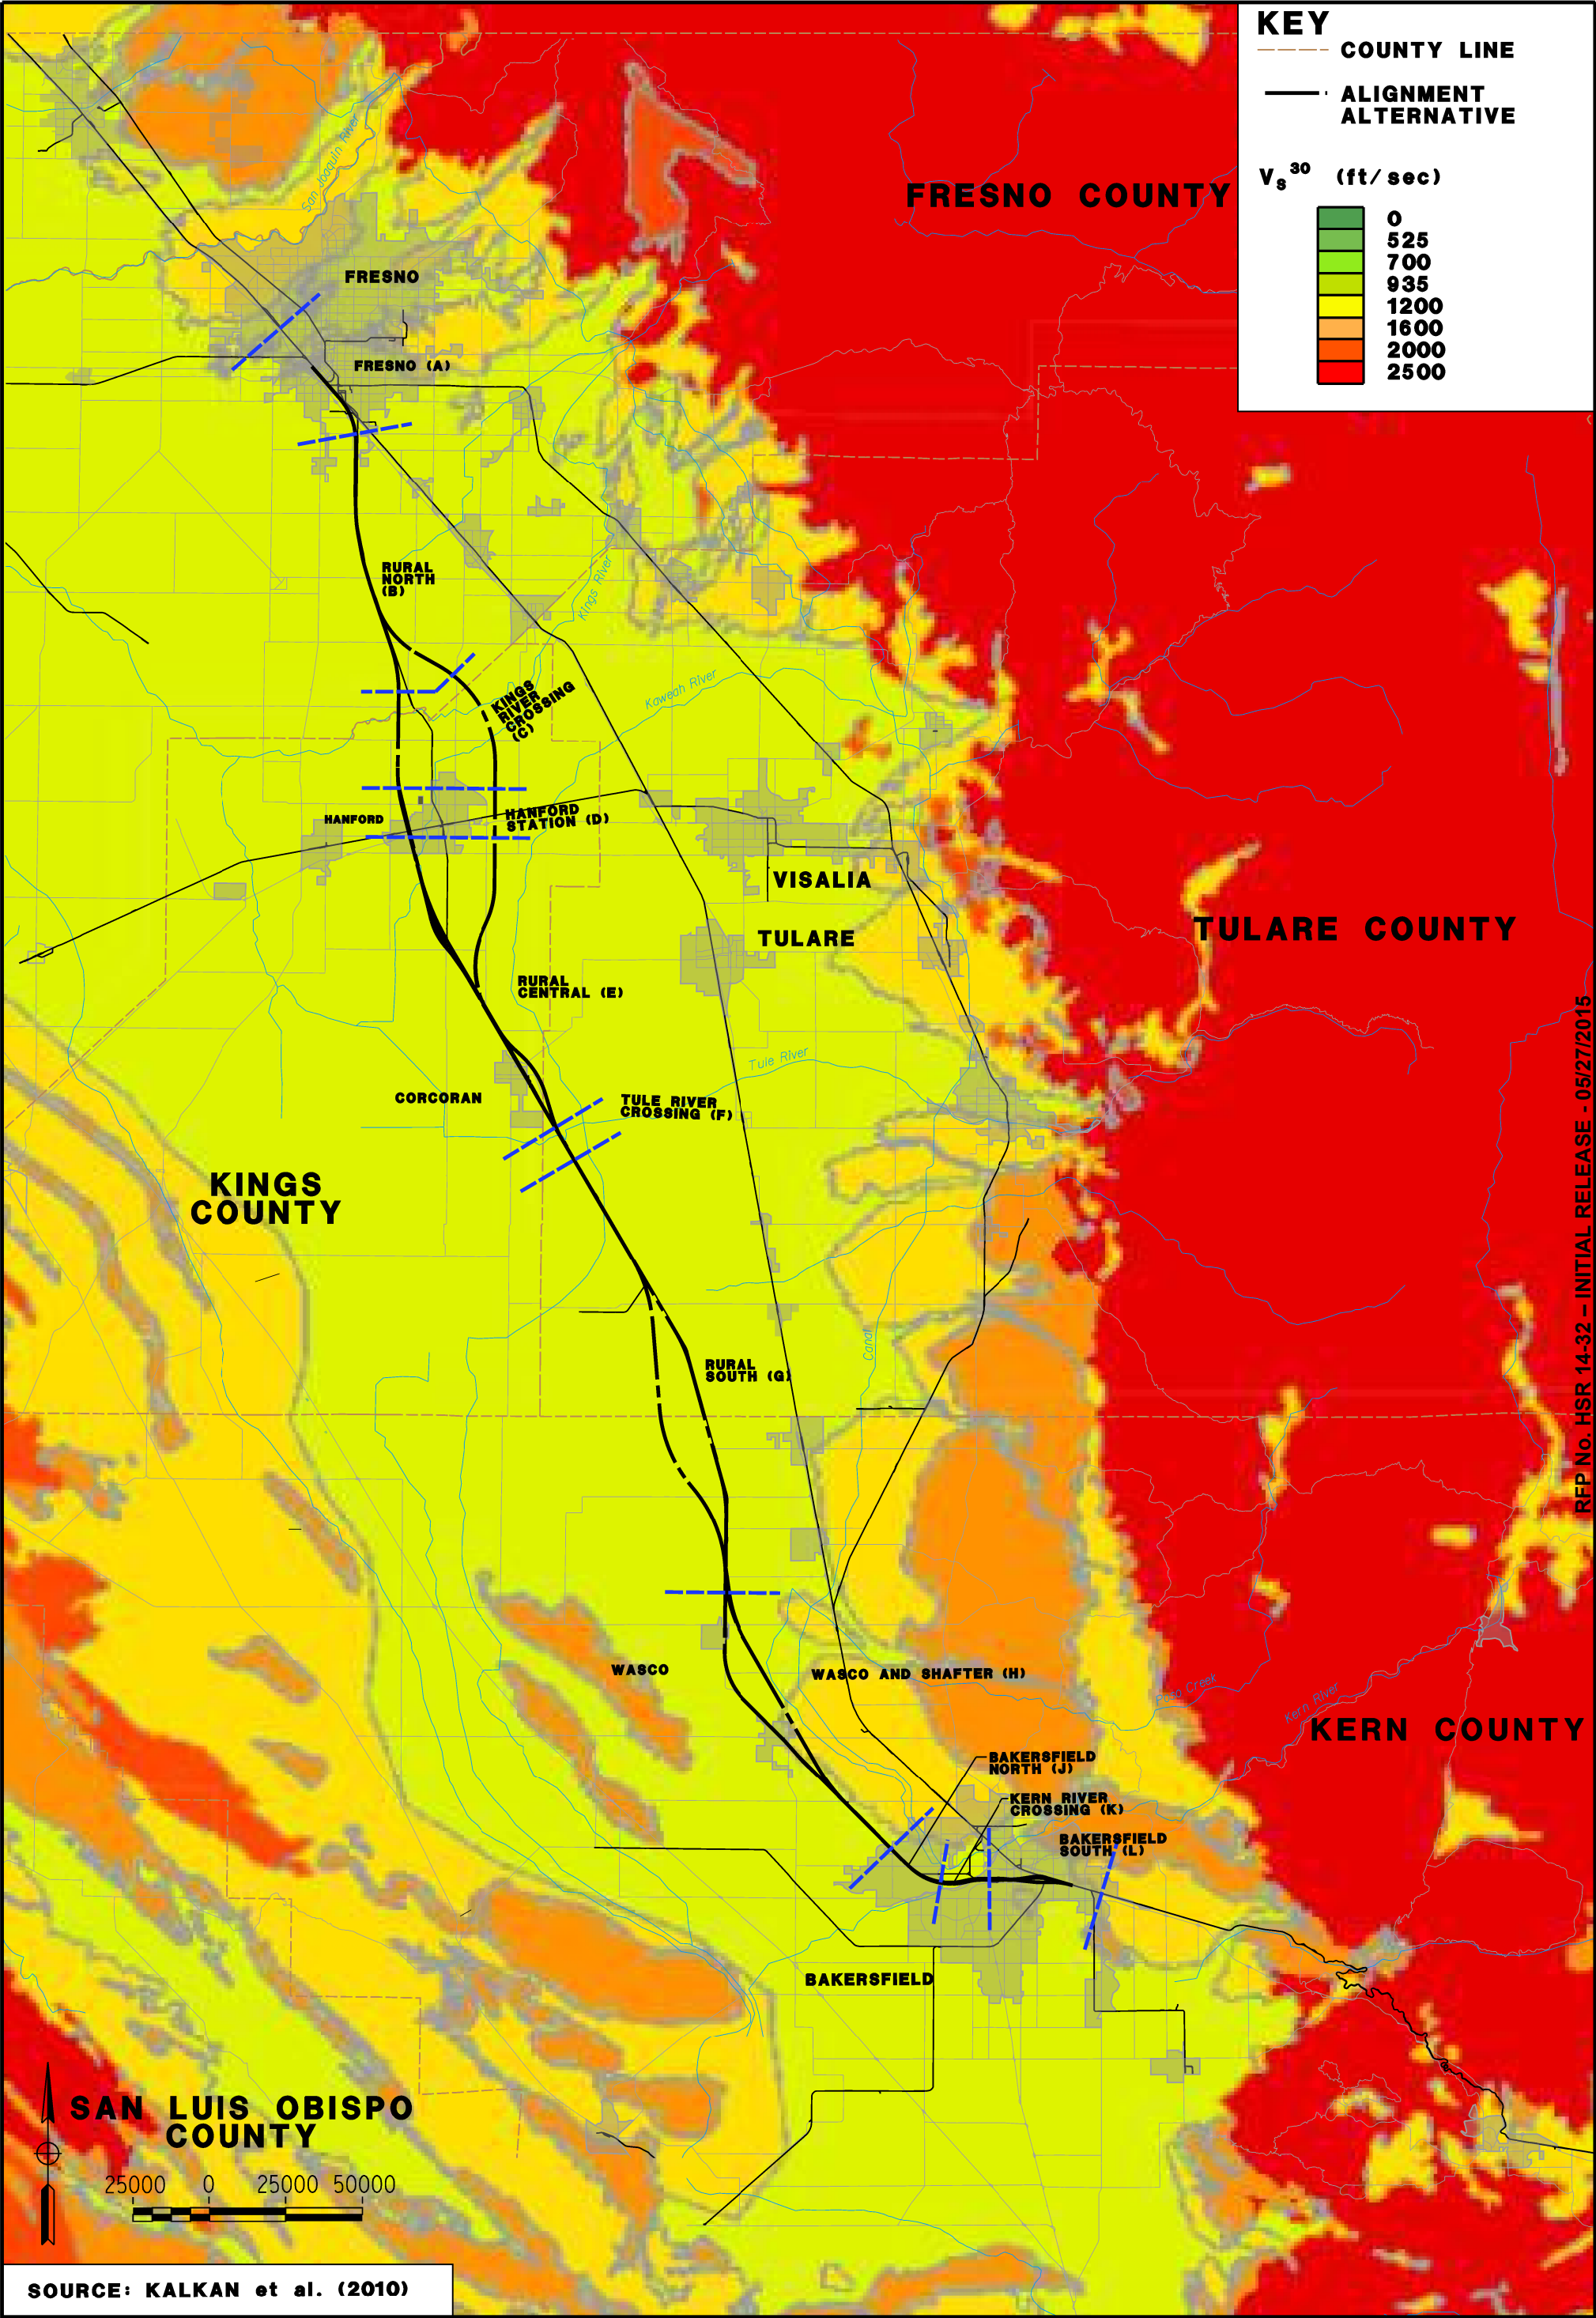 KEY
COUNTY LINE
ALIGNMENT
ALTERNATIVE
Vs30 (ft/sec)
0
525
700
935
1200
1600
2000
2500
FRESNO COUNTY
San Joaquin River
FRESNO
FRESNO (A)
RURAL
NORTH
(B)
Kings River
KINGS
RIVER
CROSSING
(C)
Kaweah River
HANFORD
HANFORD
STATION (D)
VISALIA
TULARE
TULARE COUNTY
RURAL
CENTRAL (E)
Tule River
CORCORAN
TULE RIVER
CROSSING (F)
KINGS
COUNTY
Canal
RURAL
SOUTH (G)
WASCO
WASCO AND SHAFTER (H)
Poso Creek
Kern River
KERN COUNTY
BAKERSFIELD
NORTH (J)
KERN RIVER
CROSSING (K)
BAKERSFIELD
SOUTH (L)
BAKERSFIELD
SAN LUIS OBISPO
COUNTY
25000 0 25000 50000
SOURCE: KALKAN et al. (2010)
RFP No. HSR 14-32 – INITIAL RELEASE - 05/27/2015